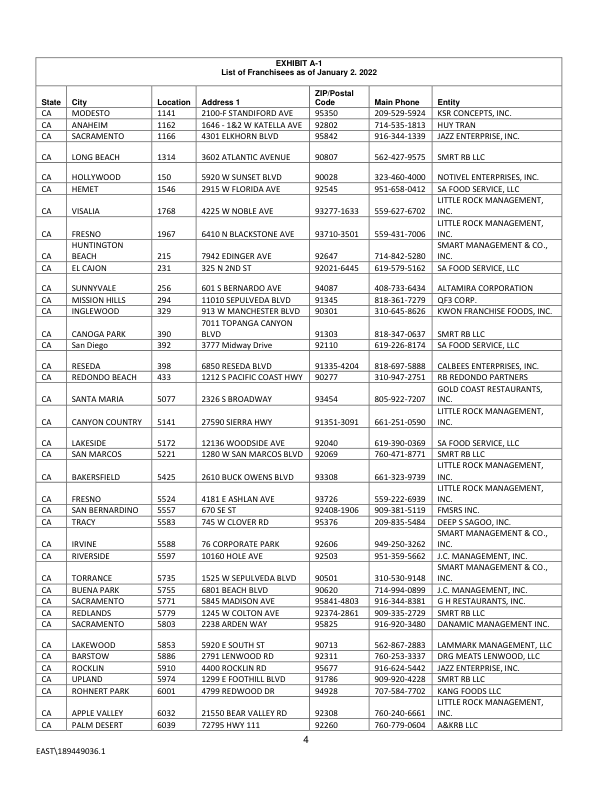 EXHIBIT A-1
List of Franchisees as of January 2. 2022
State City Location Address 1 ZIP/Postal Code Main Phone Entity
CA MODESTO 1141 2100-F STANDIFORD AVE 95350 209-529-5924 KSR CONCEPTS, INC.
CA ANAHEIM 1162 1646 - 1&2 W KATELLA AVE 92802 714-535-1813 HUY TRAN
CA SACRAMENTO 1166 4301 ELKHORN BLVD 95842 916-344-1339 JAZZ ENTERPRISE, INC.
CA LONG BEACH 1314 3602 ATLANTIC AVENUE 90807 562-427-9575 SMRT RB LLC
CA HOLLYWOOD 150 5920 W SUNSET BLVD 90028 323-460-4000 NOTIVEL ENTERPRISES, INC.
CA HEMET 1546 2915 W FLORIDA AVE 92545 951-658-0412 SA FOOD SERVICE, LLC
CA VISALIA 1768 4225 W NOBLE AVE 93277-1633 559-627-6702 LITTLE ROCK MANAGEMENT, INC.
CA FRESNO 1967 6410 N BLACKSTONE AVE 93710-3501 559-431-7006 LITTLE ROCK MANAGEMENT, INC.
CA HUNTINGTON BEACH 215 7942 EDINGER AVE 92647 714-842-5280 SMART MANAGEMENT & CO., INC.
CA EL CAJON 231 325 N 2ND ST 92021-6445 619-579-5162 SA FOOD SERVICE, LLC
CA SUNNYVALE 256 601 S BERNARDO AVE 94087 408-733-6434 ALTAMIRA CORPORATION
CA MISSION HILLS 294 11010 SEPULVEDA BLVD 91345 818-361-7279 QF3 CORP.
CA INGLEWOOD 329 913 W MANCHESTER BLVD 90301 310-645-8626 KWON FRANCHISE FOODS, INC.
CA CANOGA PARK 390 7011 TOPANGA CANYON BLVD 91303 818-347-0637 SMRT RB LLC
CA San Diego 392 3777 Midway Drive 92110 619-226-8174 SA FOOD SERVICE, LLC
CA RESEDA 398 6850 RESEDA BLVD 91335-4204 818-697-5888 CALBEES ENTERPRISES, INC.
CA REDONDO BEACH 433 1212 S PACIFIC COAST HWY 90277 310-947-2751 RB REDONDO PARTNERS
CA SANTA MARIA 5077 2326 S BROADWAY 93454 805-922-7207 GOLD COAST RESTAURANTS, INC.
CA CANYON COUNTRY 5141 27590 SIERRA HWY 91351-3091 661-251-0590 LITTLE ROCK MANAGEMENT, INC.
CA LAKESIDE 5172 12136 WOODSIDE AVE 92040 619-390-0369 SA FOOD SERVICE, LLC
CA SAN MARCOS 5221 1280 W SAN MARCOS BLVD 92069 760-471-8771 SMRT RB LLC
CA BAKERSFIELD 5425 2610 BUCK OWENS BLVD 93308 661-323-9739 LITTLE ROCK MANAGEMENT, INC.
CA FRESNO 5524 4181 E ASHLAN AVE 93726 559-222-6939 LITTLE ROCK MANAGEMENT, INC.
CA SAN BERNARDINO 5557 670 SE ST 92408-1906 909-381-5119 FMSRS INC.
CA TRACY 5583 745 W CLOVER RD 95376 209-835-5484 DEEP S SAGOO, INC.
CA IRVINE 5588 76 CORPORATE PARK 92606 949-250-3262 SMART MANAGEMENT & CO., INC.
CA RIVERSIDE 5597 10160 HOLE AVE 92503 951-359-5662 J.C. MANAGEMENT, INC.
CA TORRANCE 5735 1525 W SEPULVEDA BLVD 90501 310-530-9148 SMART MANAGEMENT & CO., INC.
CA BUENA PARK 5755 6801 BEACH BLVD 90620 714-994-0899 J.C. MANAGEMENT, INC.
CA SACRAMENTO 5771 5845 MADISON AVE 95841-4803 916-344-8381 G H RESTAURANTS, INC.
CA REDLANDS 5779 1245 W COLTON AVE 92374-2861 909-335-2729 SMRT RB LLC
CA SACRAMENTO 5803 2238 ARDEN WAY 95825 916-920-3480 DANAMIC MANAGEMENT INC.
CA LAKEWOOD 5853 5920 E SOUTH ST 90713 562-867-2883 LAMMARK MANAGEMENT, LLC
CA BARSTOW 5886 2791 LENWOOD RD 92311 760-253-3337 DRG MEATS LENWOOD, LLC
CA ROCKLIN 5910 4400 ROCKLIN RD 95677 916-624-5442 JAZZ ENTERPRISE, INC.
CA UPLAND 5974 1299 E FOOTHILL BLVD 91786 909-920-4228 SMRT RB LLC
CA ROHNERT PARK 6001 4799 REDWOOD DR 94928 707-584-7702 KANG FOODS LLC
CA APPLE VALLEY 6032 21550 BEAR VALLEY RD 92308 760-240-6661 LITTLE ROCK MANAGEMENT, INC.
CA PALM DESERT 6039 72795 HWY 111 92260 760-779-0604 A&KRB LLC
4
EAST\189449036.1